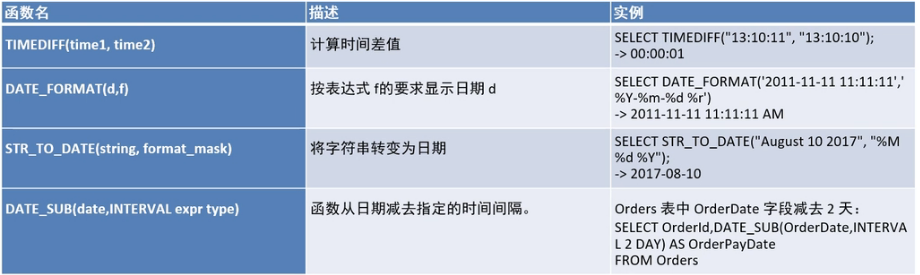 函数名 描述 实例
TIMEDIFF(time1, time2) 计算时间差值 SELECT TIMEDIFF("13:10:11", "13:10:10");
-> 00:00:01
DATE_FORMAT(d,f) 按表达式 f的要求显示日期 d SELECT DATE_FORMAT('2011-11-11 11:11:11','
%Y-%m-%d %r')
-> 2011-11-11 11:11:11 AM
STR_TO_DATE(string, format_mask) 将字符串转变为日期 SELECT STR_TO_DATE("August 10 2017", "%M
%d %Y");
-> 2017-08-10
DATE_SUB(date,INTERVAL expr type) 函数从日期减去指定的时间间隔。 Orders 表中 OrderDate 字段减去 2 天：
SELECT OrderId,DATE_SUB(OrderDate,INTERVA
L 2 DAY) AS OrderPayDate
FROM Orders